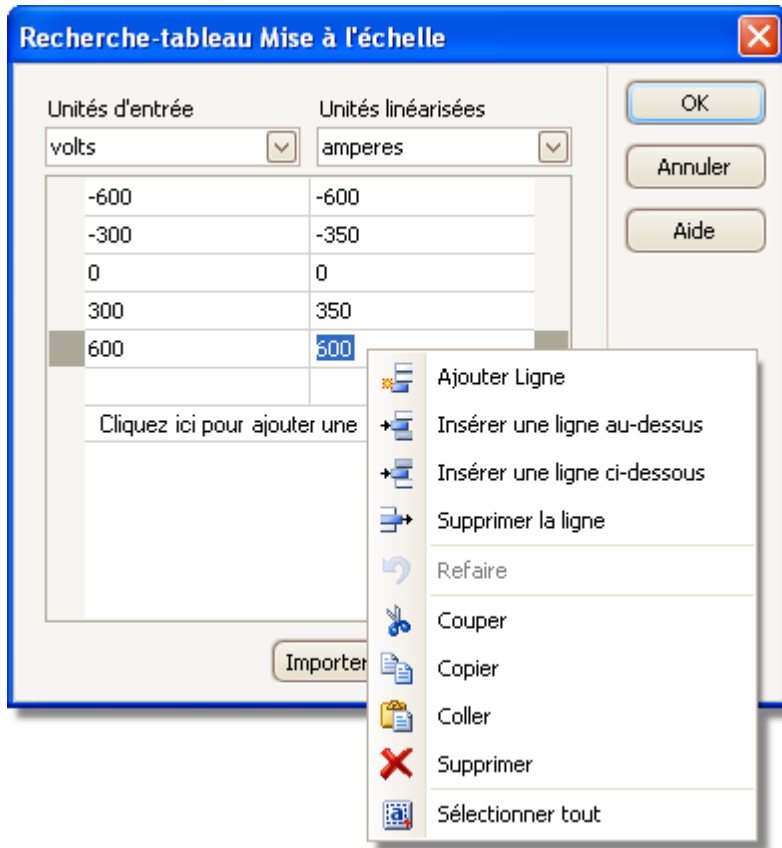 Recherche-tableau Mise à l'échelle
Unités d'entrée Unités linéarisées
volts amperes
-600 -600
-300 -350
0 0
300 350
600 600
Cliquez ici pour ajouter une
Importer
OK
Annuler
Aide
Ajouter Ligne
Insérer une ligne au-dessus
Insérer une ligne ci-dessous
Supprimer la ligne
Refaire
Couper
Copier
Coller
Supprimer
Sélectionner tout